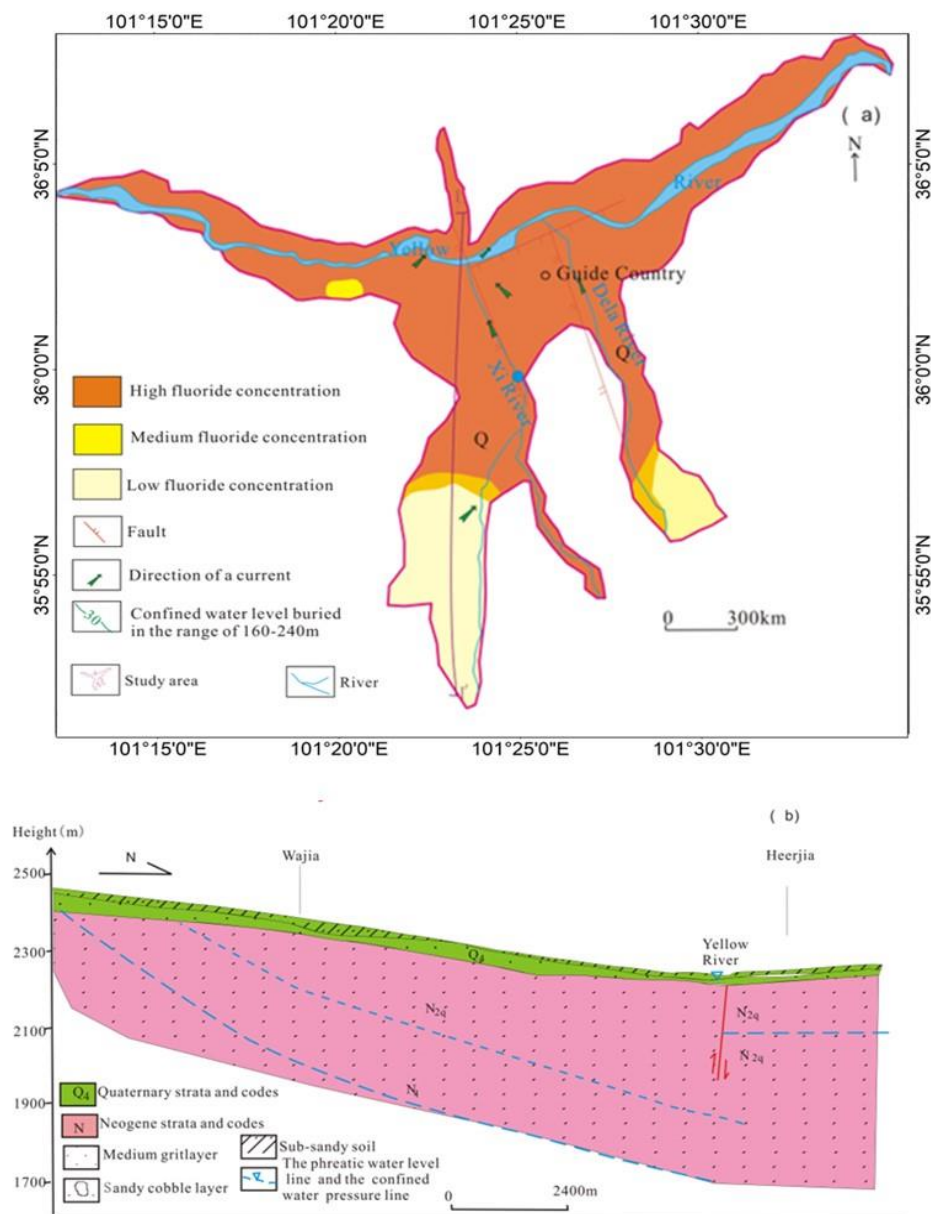 101°15'0"E 101°20'0"E 101°25'0"E 101°30'0"E
( a)
N
36°5'0"N
36°5'0"N
River
Yellow
Guide Country
Dela River
Q
Xi River
Q
36°0'0"N
36°0'0"N
High fluoride concentration
Medium fluoride concentration
Low fluoride concentration
Fault
Direction of a current
30
Confined water level buried
in the range of 160-240m
Study area
River
35°55'0"N
35°55'0"N
0 300km
101°15'0"E 101°20'0"E 101°25'0"E 101°30'0"E
( b)
Height(m)
N
Wajia
Heerjia
2500
2300
2100
1900
1700
Yellow
River
Q4
N2q
N2q
N2q
Q4 Quaternary strata and codes
N Neogene strata and codes
Medium gritlayer
Sandy cobble layer
Sub-sandy soil
The phreatic water level
line and the confined
water pressure line
0 2400m